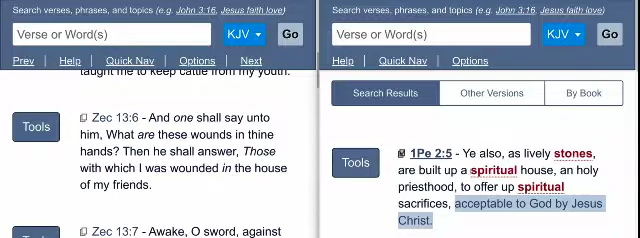 Search verses, phrases, and topics (e.g. John 3:16, Jesus faith love)
Verse or Word(s) KJV Go
Prev Help Quick Nav Options Next
taught me to keep cattle from my youth.
Tools
Zec 13:6 - And one shall say unto
him, What are these wounds in thine
hands? Then he shall answer, Those
with which I was wounded in the house
of my friends.
Tools
Zec 13:7 - Awake, O sword, against
Search verses, phrases, and topics (e.g. John 3:16, Jesus faith love)
Verse or Word(s) KJV Go
Help Quick Nav Options
Search Results Other Versions By Book
Tools
1Pe 2:5 - Ye also, as lively stones,
are built up a spiritual house, an holy
priesthood, to offer up spiritual
sacrifices, acceptable to God by Jesus
Christ.